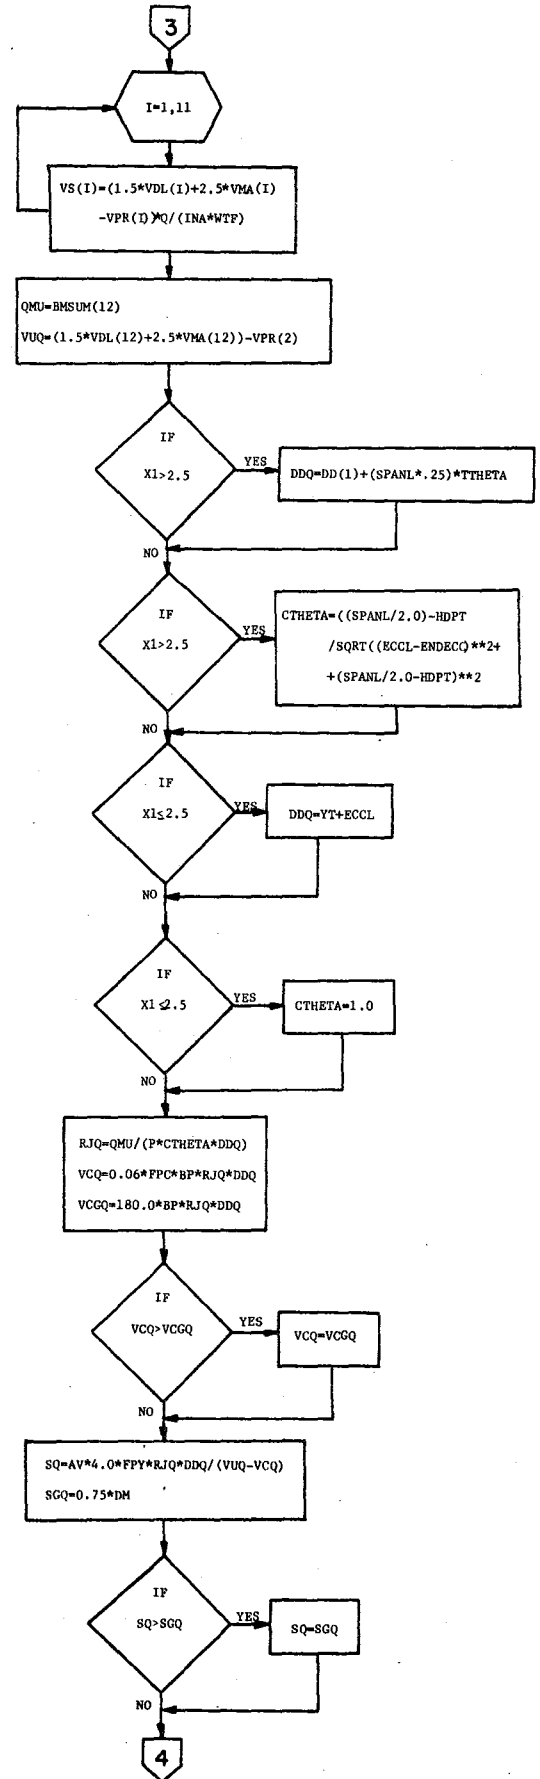 3
I=1,11
VS(I)=(1.5*VDL(I)+2.5*VMA(I)
-VPR(I))*Q/(INA*WTF)
QMU=BMSUM(12)
VUQ=(1.5*VDL(12)+2.5*VMA(12))-VPR(2)
IF
X1>2.5
YES
DDQ=DD(1)+(SPANL*.25)*TTHETA
NO
IF
X1>2.5
YES
CTHETA=((SPANL/2.0)-HDPT
/SQRT((ECCL-ENDECC)**2+
+(SPANL/2.0-HDPT)**2
NO
IF
X1≤2.5
YES
DDQ=YT+ECCL
NO
IF
X1≤2.5
YES
CTHETA=1.0
NO
RJQ=QMU/(P*CTHETA*DDQ)
VCQ=0.06*FPC*BP*RJQ*DDQ
VCGQ=180.0*BP*RJQ*DDQ
IF
VCQ>VCGQ
YES
VCQ=VCGQ
NO
SQ=AV*4.0*FPY*RJQ*DDQ/(VUQ-VCQ)
SGQ=0.75*DM
IF
SQ>SGQ
YES
SQ=SGQ
NO
4